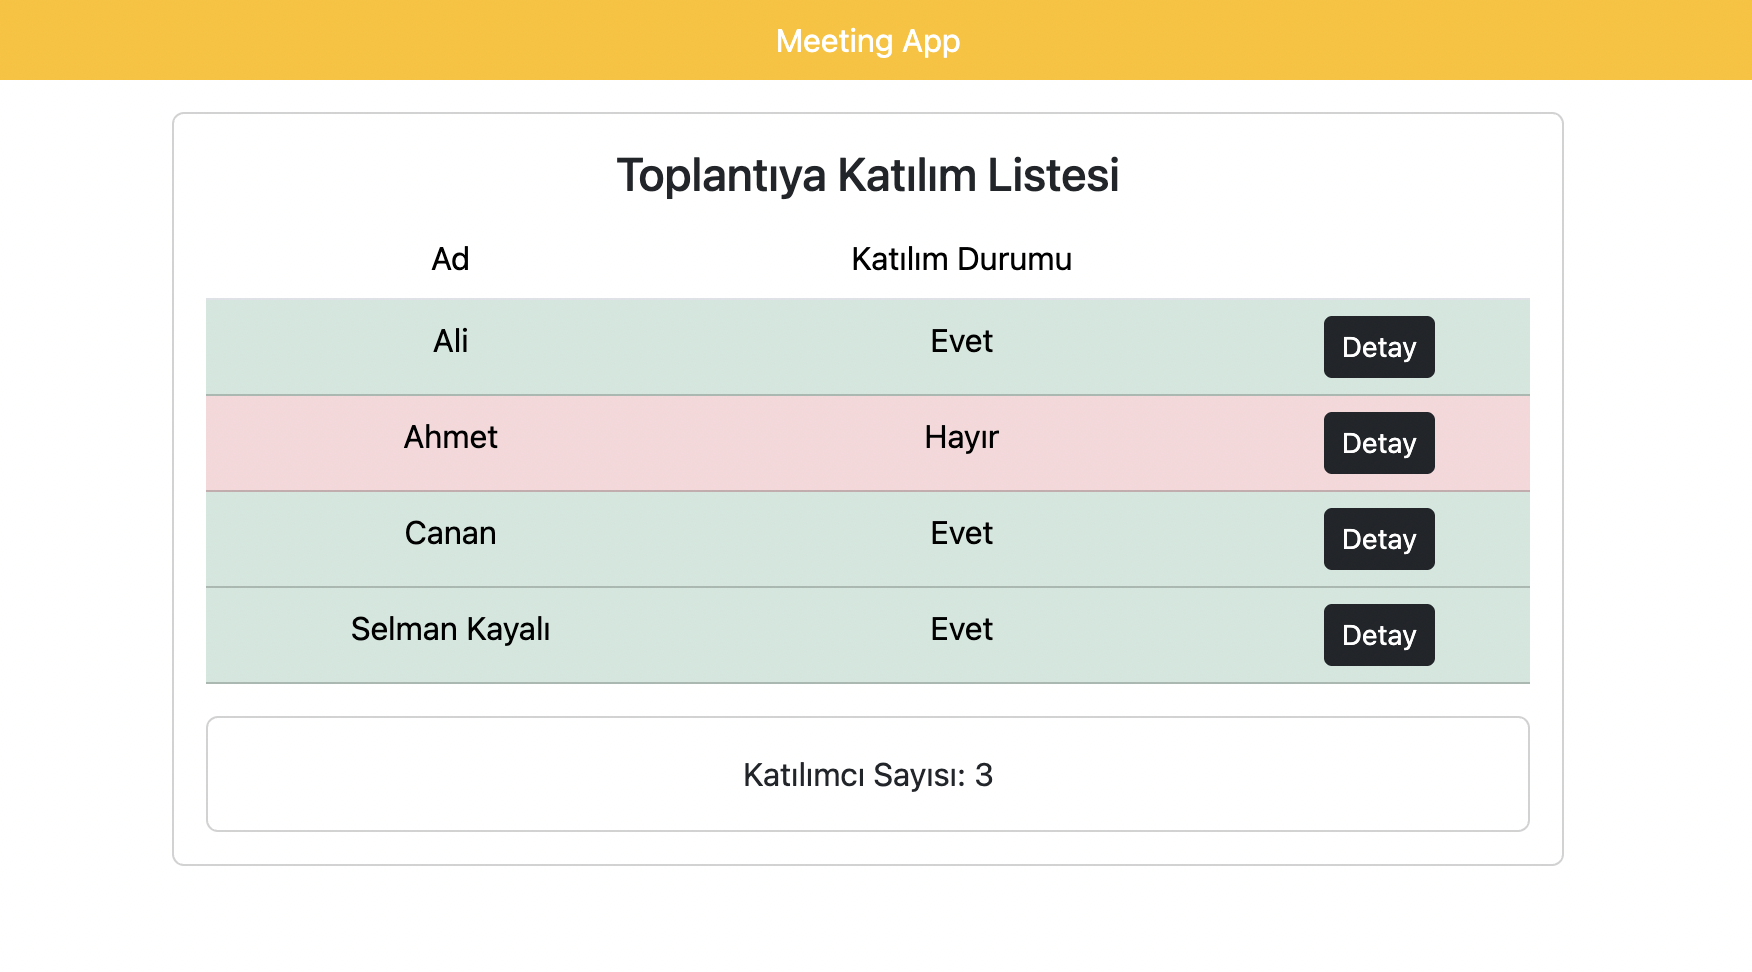 Meeting App
Toplantıya Katılım Listesi
Ad Katılım Durumu
Ali Evet Detay
Ahmet Hayır Detay
Canan Evet Detay
Selman Kayalı Evet Detay
Katılımcı Sayısı: 3